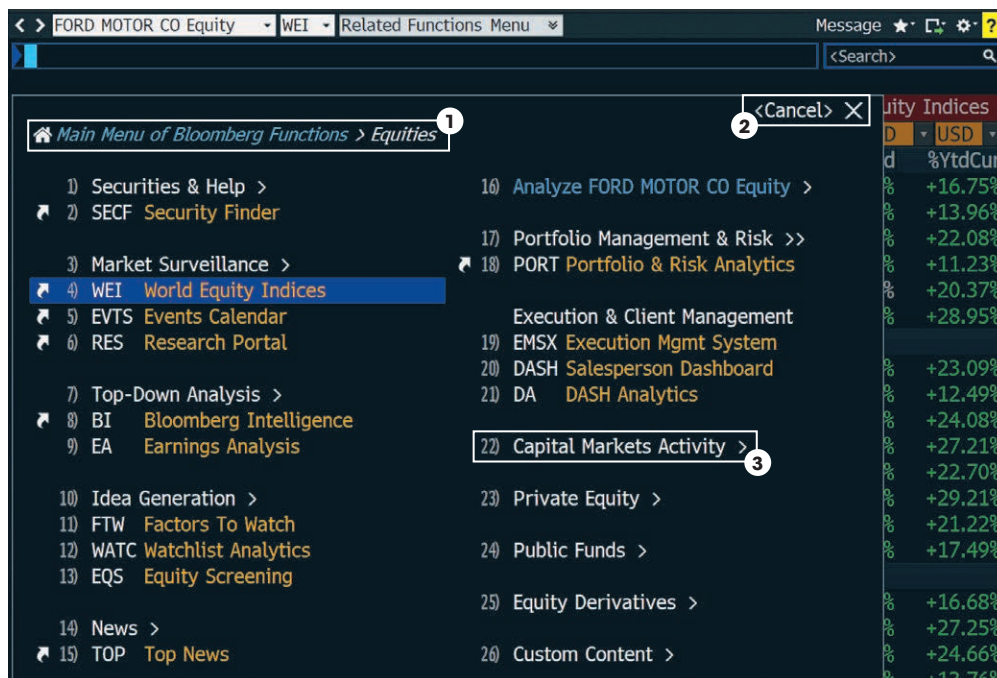 FORD MOTOR CO Equity WEI Related Functions Menu Message ?
<Search>
<Cancel> X
2
Main Menu of Bloomberg Functions > Equities
1
1) Securities & Help >
2) SECF Security Finder
3) Market Surveillance >
4) WEI World Equity Indices
5) EVTS Events Calendar
6) RES Research Portal
7) Top-Down Analysis >
8) BI Bloomberg Intelligence
9) EA Earnings Analysis
10) Idea Generation >
11) FTW Factors To Watch
12) WATC Watchlist Analytics
13) EQS Equity Screening
14) News >
15) TOP Top News
16) Analyze FORD MOTOR CO Equity >
17) Portfolio Management & Risk >>
18) PORT Portfolio & Risk Analytics
Execution & Client Management
19) EMSX Execution Mgmt System
20) DASH Salesperson Dashboard
21) DA DASH Analytics
22) Capital Markets Activity >
3
23) Private Equity >
24) Public Funds >
25) Equity Derivatives >
26) Custom Content >
uity Indices
D USD
d %YtdCur
% +16.75%
% +13.96%
% +22.08%
% +11.23%
% +20.37%
% +28.95%
% +23.09%
% +12.49%
% +24.08%
% +27.21%
% +22.70%
% +29.21%
% +21.22%
% +17.49%
% +16.68%
% +27.25%
% +24.66%